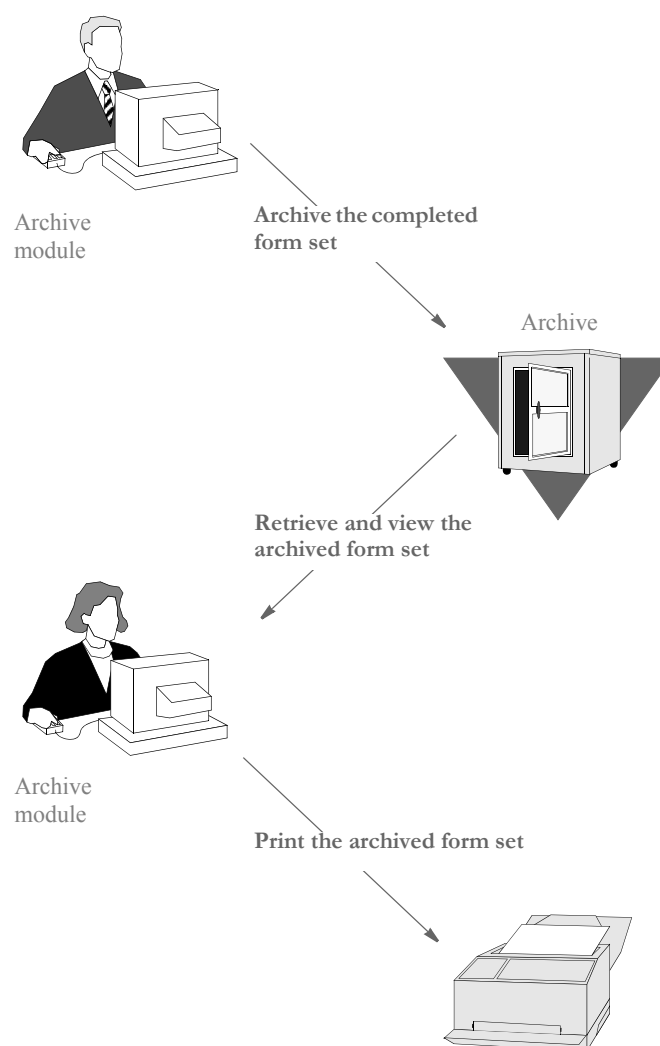 Archive
module
Archive the completed
form set
Archive
Retrieve and view the
archived form set
Archive
module
Print the archived form set